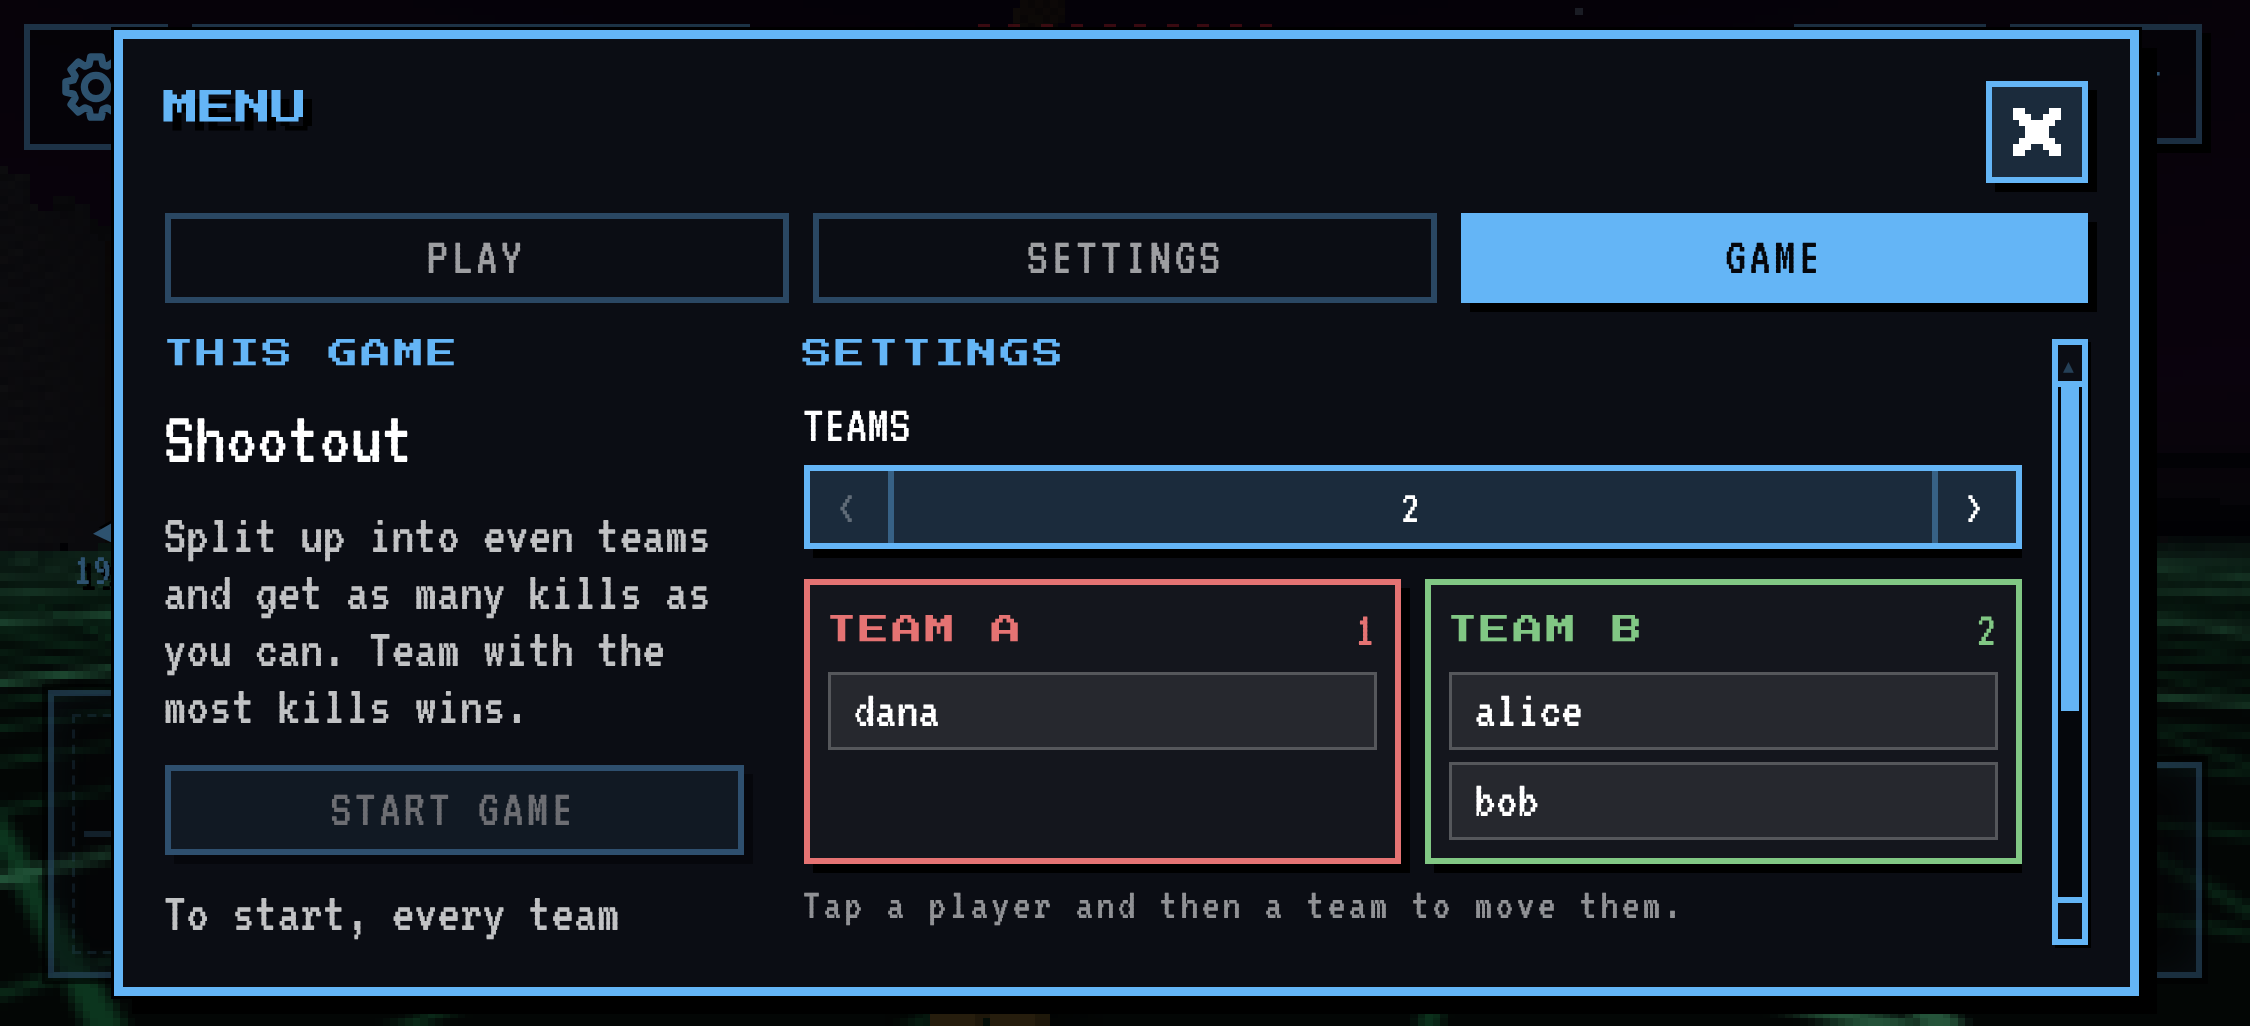 MENU
PLAY
SETTINGS
GAME
THIS GAME
Shootout
Split up into even teams
and get as many kills as
you can. Team with the
most kills wins.
START GAME
To start, every team
SETTINGS
TEAMS
2
TEAM A 1
dana
TEAM B 2
alice
bob
Tap a player and then a team to move them.
19